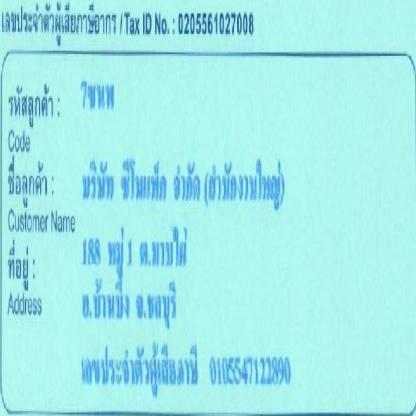 เลขประจำตัวผู้เสียภาษีอากร / Tax ID No. : 0205561027008
รหัสลูกค้า : 7ซนพ
Code
ชื่อลูกค้า : บริษัท ซีโนแพ็ค จำกัด (สำนักงานใหญ่)
Customer Name
ที่อยู่ : 188 หมู่ 1 ต.มาบไผ่
Address อ.บ้านบึง จ.ชลบุรี
เลขประจำตัวผู้เสียภาษี 0105547122890